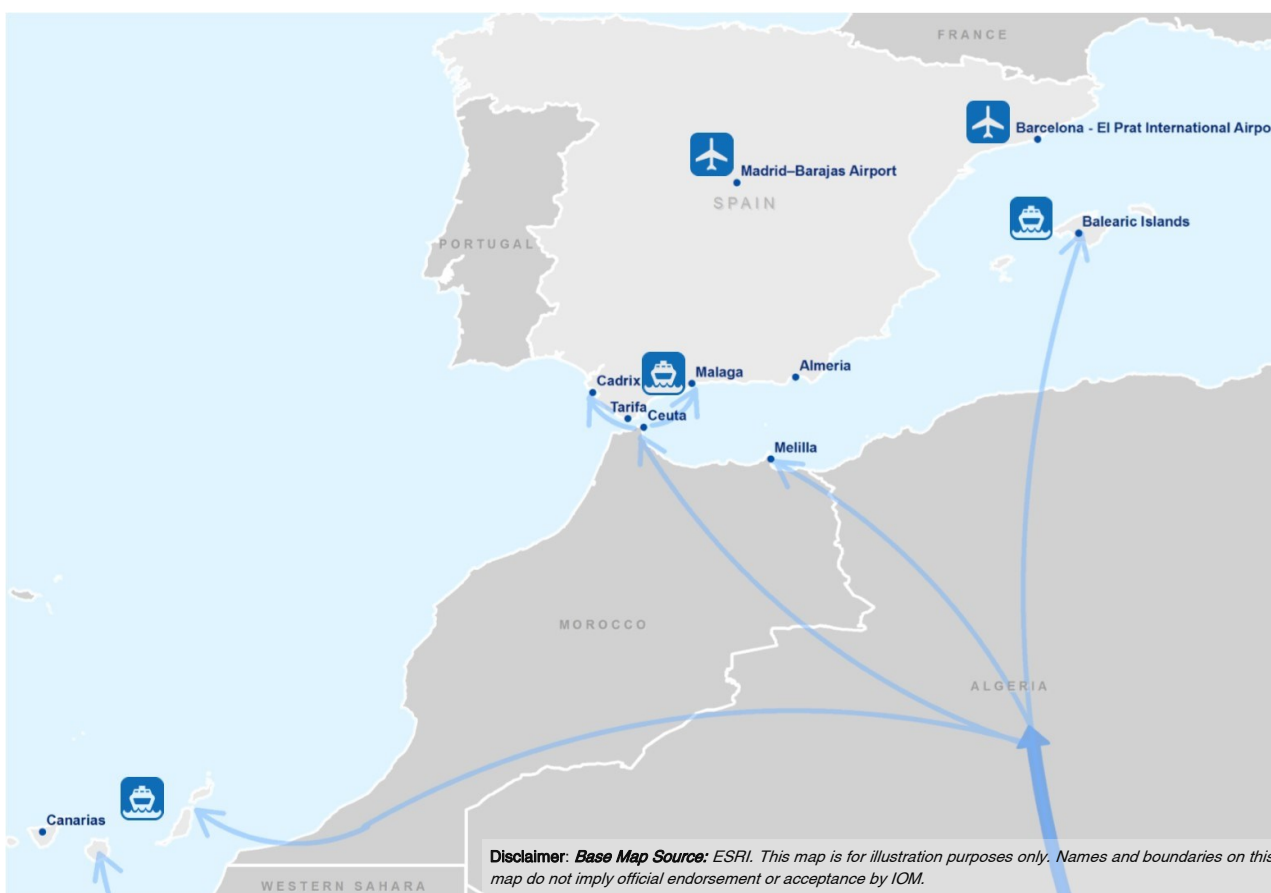 FRANCE
Barcelona - El Prat International Airpo
Madrid–Barajas Airport
SPAIN
Balearic Islands
PORTUGAL
Almeria
Malaga
Cadrix
Tarifa
Ceuta
Melilla
MOROCCO
ALGERIA
Canarias
Disclaimer: Base Map Source: ESRI. This map is for illustration purposes only. Names and boundaries on this
map do not imply official endorsement or acceptance by IOM.
WESTERN SAHARA